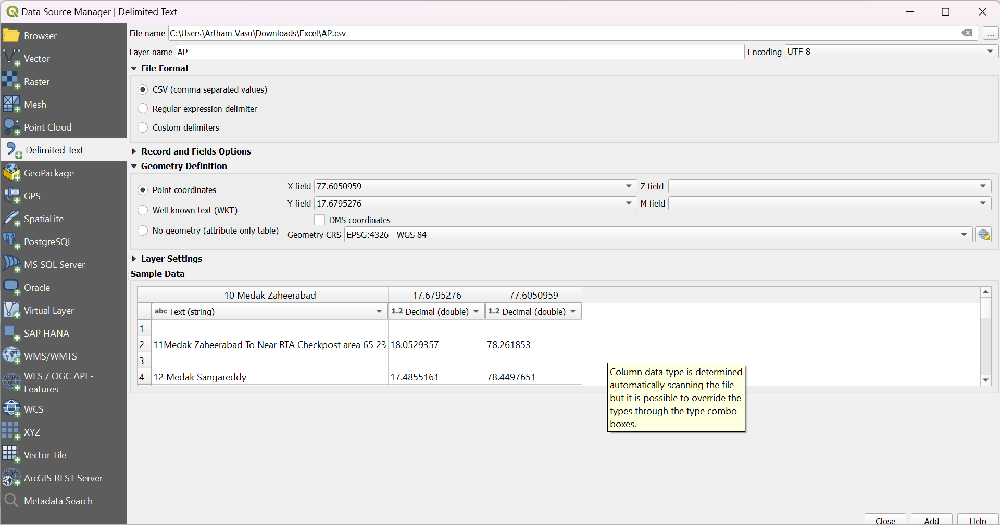 Data Source Manager | Delimited Text
Browser
Vector
Raster
Mesh
Point Cloud
Delimited Text
GeoPackage
GPS
SpatiaLite
PostgreSQL
MS SQL Server
Oracle
Virtual Layer
SAP HANA
WMS/WMTS
WFS / OGC API -
Features
WCS
XYZ
Vector Tile
ArcGIS REST Server
Metadata Search
File name C:\Users\Artham Vasu\Downloads\Excel\AP.csv ...
Layer name AP Encoding UTF-8
File Format
CSV (comma separated values)
Regular expression delimiter
Custom delimiters
Record and Fields Options
Geometry Definition
Point coordinates
Well known text (WKT)
No geometry (attribute only table)
X field 77.6050959 Z field
Y field 17.6795276 M field
DMS coordinates
Geometry CRS EPSG:4326 - WGS 84
Layer Settings
Sample Data
10 Medak Zaheerabad 17.6795276 77.6050959
abc Text (string) 1.2 Decimal (double) 1.2 Decimal (double)
1
2 11Medak Zaheerabad To Near RTA Checkpost area 65 23 18.0529357 78.261853
3
4 12 Medak Sangareddy 17.4855161 78.4497651
Column data type is determined
automatically scanning the file
but it is possible to override the
types through the type combo
boxes.
Close Add Help